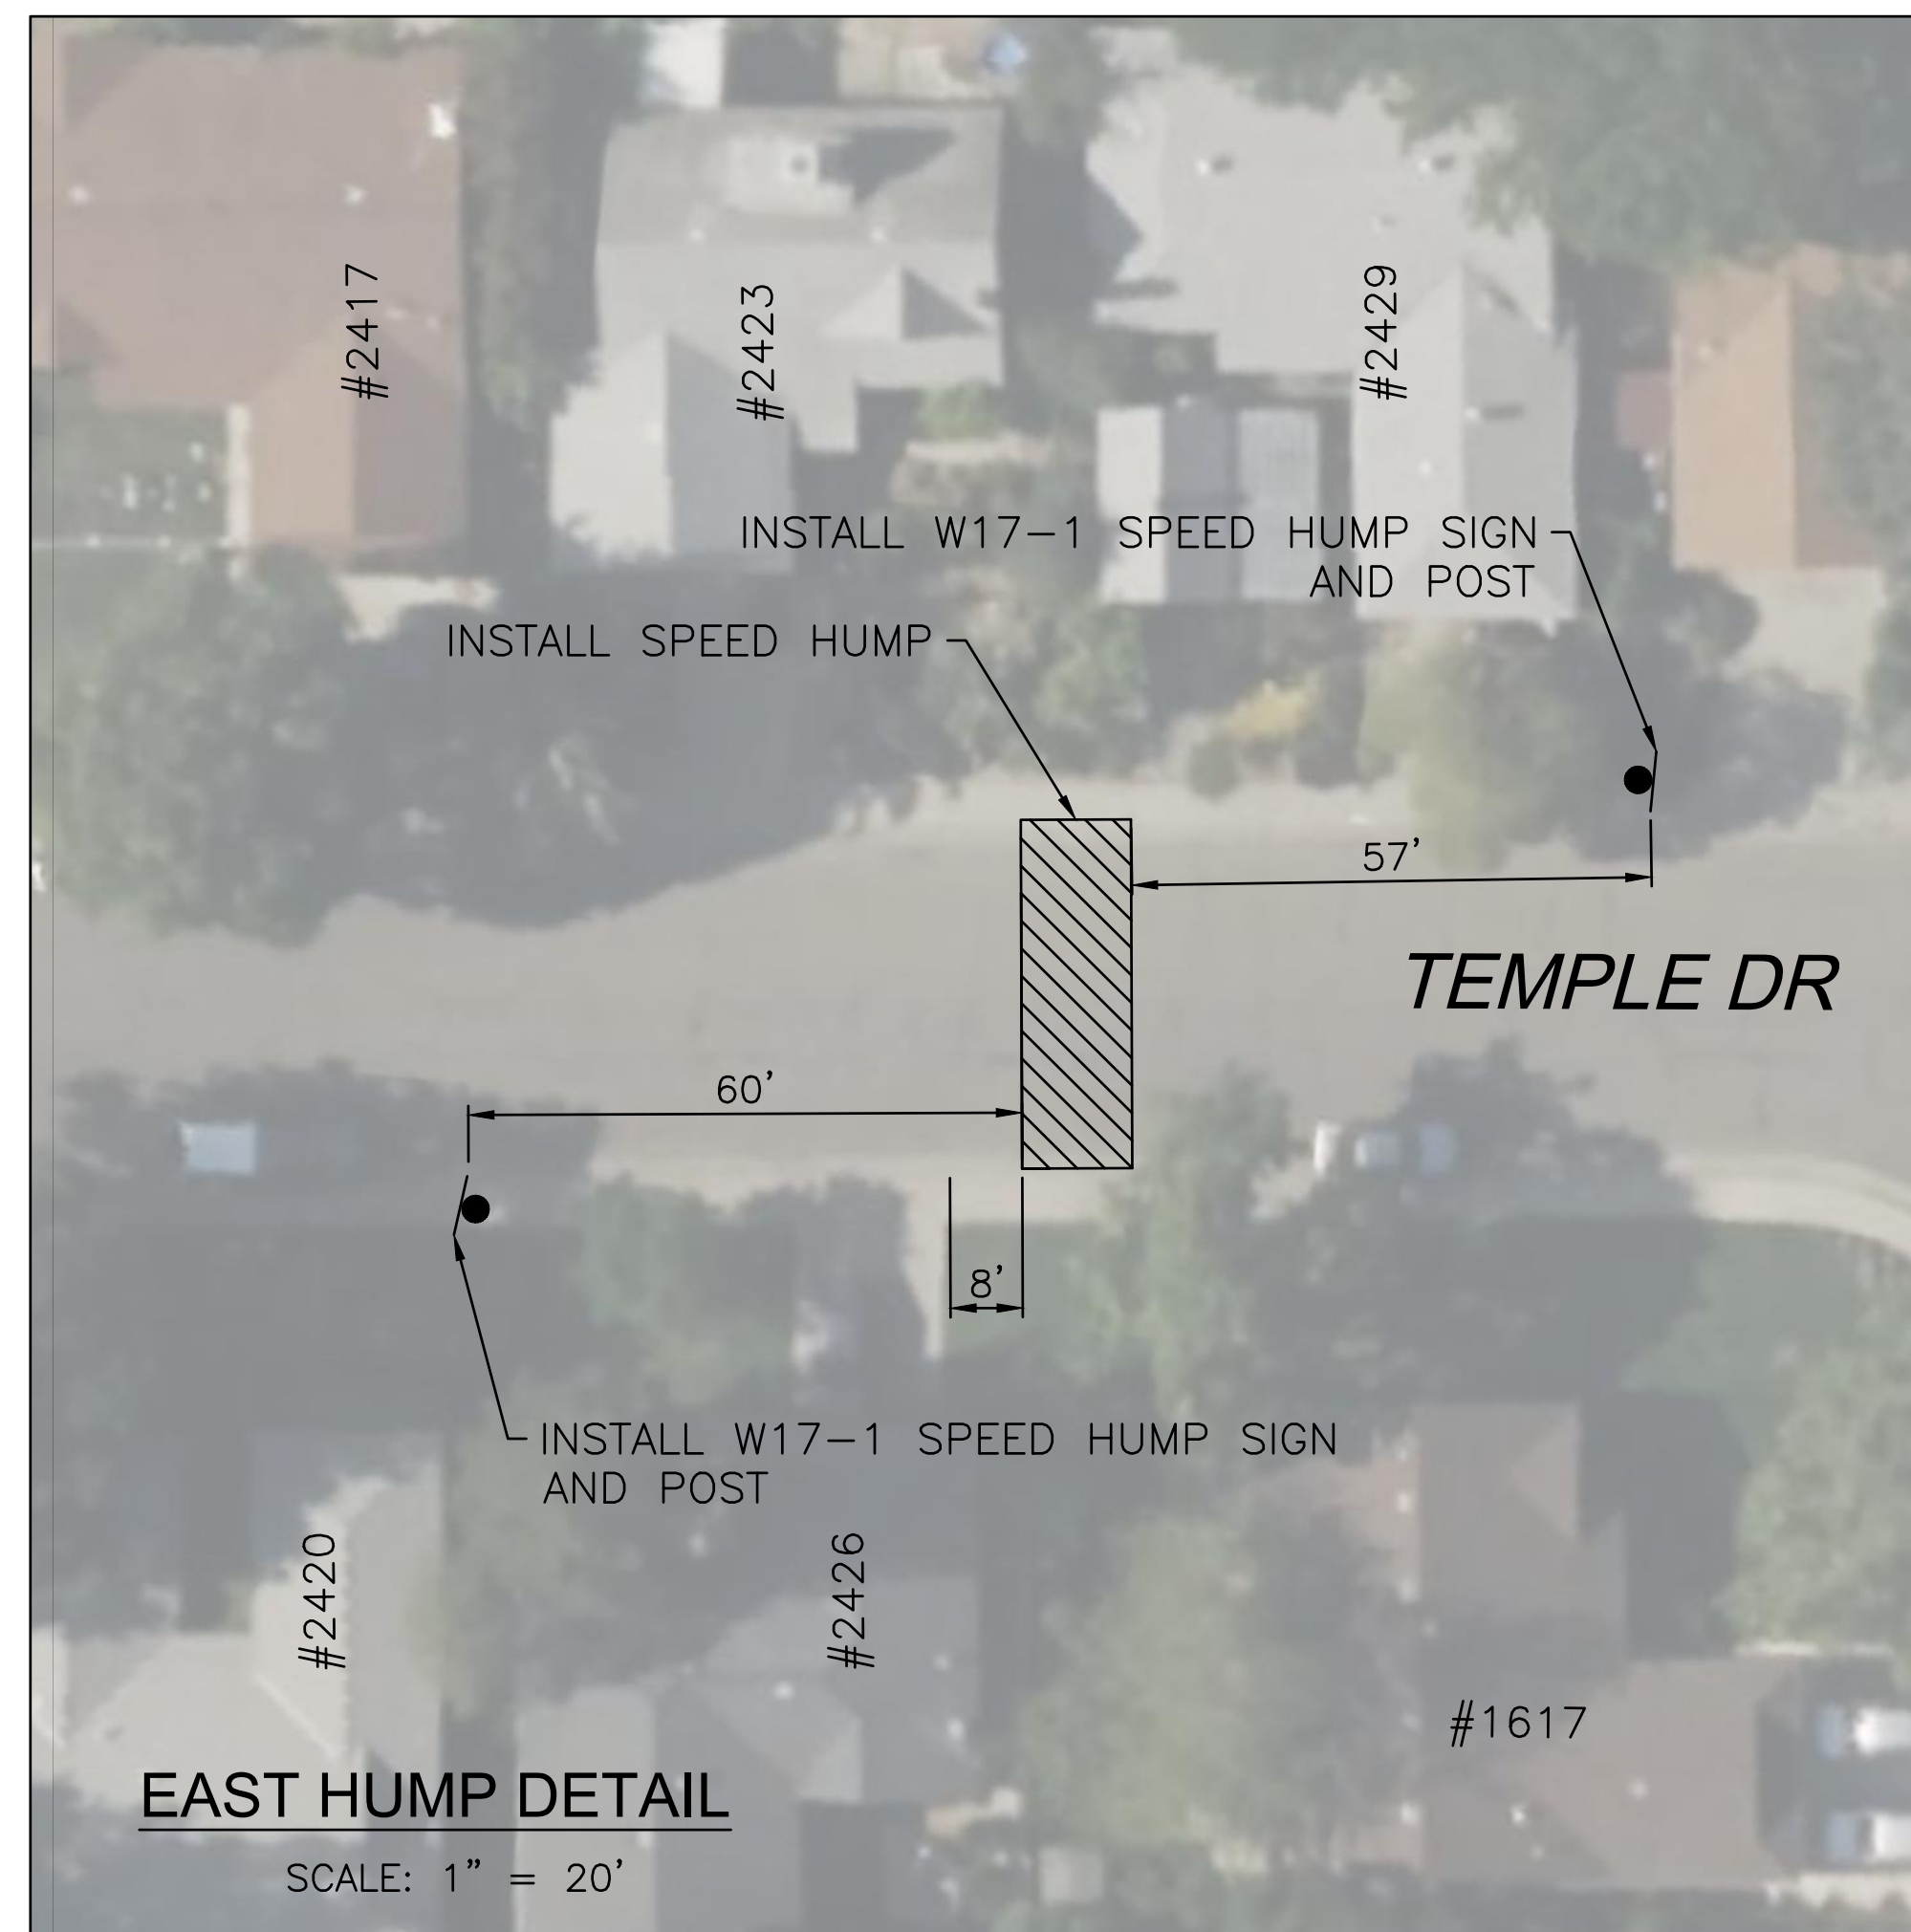 #2417
#2423
#2429
INSTALL W17-1 SPEED HUMP SIGN
AND POST
INSTALL SPEED HUMP
57’
TEMPLE DR
60’
8’
INSTALL W17-1 SPEED HUMP SIGN
AND POST
#2420
#2426
#1617
EAST HUMP DETAIL
SCALE: 1” = 20’